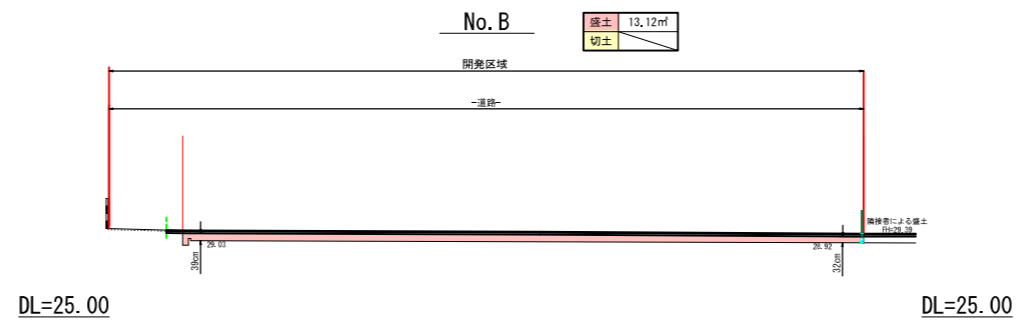 No.B
盛土 13.12㎡
切土
開発区域
-道路-
隣接者による盛土
FH=29.39
29.03
28.92
39cm
32cm
DL=25.00
DL=25.00